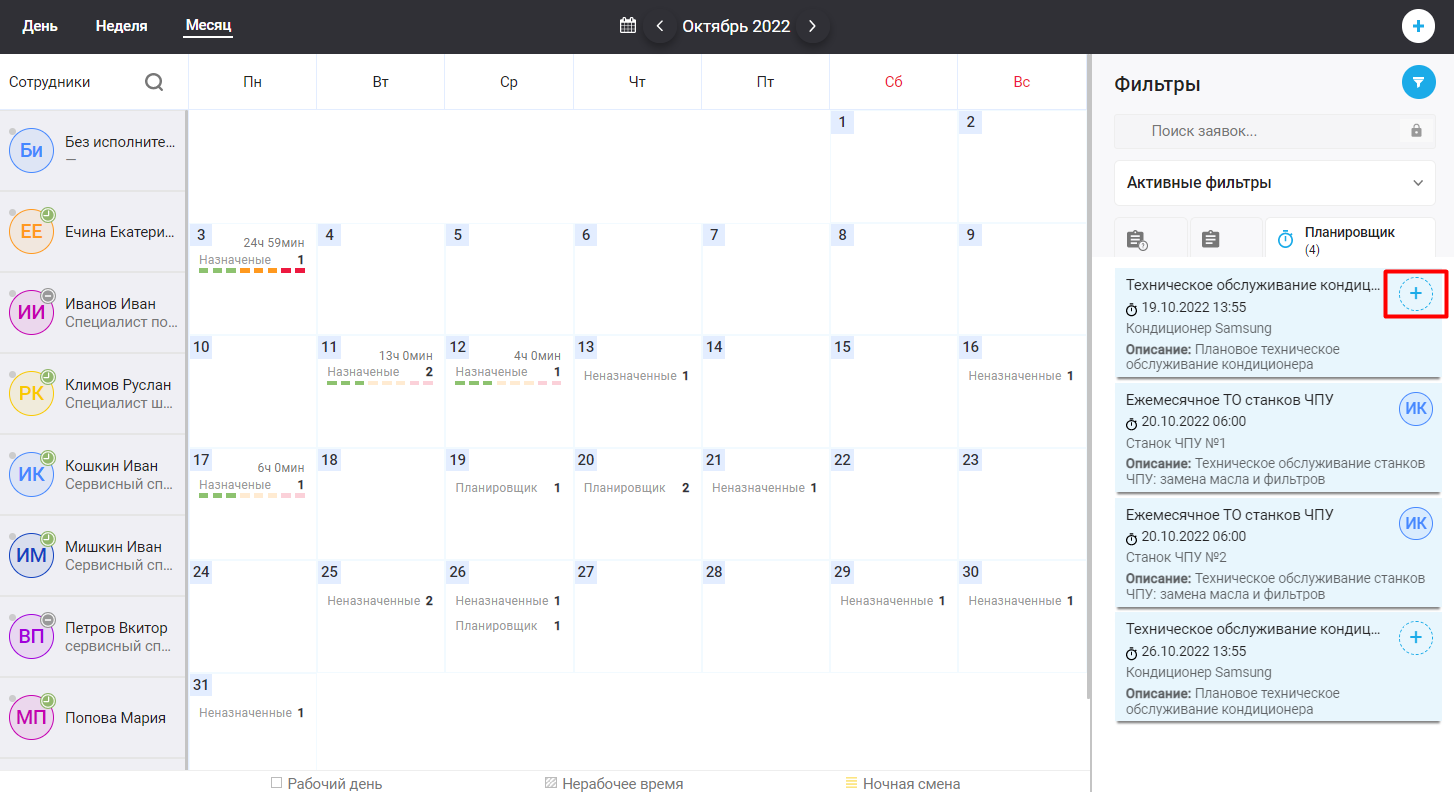 День Неделя Месяц Октябрь 2022
Сотрудники Пн Вт Ср Чт Пт Сб Вс
Би Без исполните...
—
ЕЕ Ечина Екатери...
ИИ Иванов Иван
Специалист по...
РК Климов Руслан
Специалист ш...
ИК Кошкин Иван
Сервисный сп...
ИМ Мишкин Иван
Сервисный сп...
ВП Петров Вкитор
сервисный сп...
МП Попова Мария
1 2
3 4 5 6 7 8 9
24ч 59мин
Назначеные 1
10 11 12 13 14 15 16
13ч 0мин 4ч 0мин
Назначеные 2 Назначеные 1 Неназначенные 1 Неназначенные 1
17 18 19 20 21 22 23
6ч 0мин
Назначеные 1 Планировщик 1 Планировщик 2 Неназначенные 1
24 25 26 27 28 29 30
Неназначенные 2 Неназначенные 1 Неназначенные 1 Неназначенные 1
Планировщик 1
31
Неназначенные 1
Рабочий день Нерабочее время Ночная смена
Фильтры
Поиск заявок...
Активные фильтры
Планировщик
(4)
Техническое обслуживание кондиц...
19.10.2022 13:55
Кондиционер Samsung
Описание: Плановое техническое
обслуживание кондиционера
Ежемесячное ТО станков ЧПУ ИК
20.10.2022 06:00
Станок ЧПУ №1
Описание: Техническое обслуживание станков
ЧПУ: замена масла и фильтров
Ежемесячное ТО станков ЧПУ ИК
20.10.2022 06:00
Станок ЧПУ №2
Описание: Техническое обслуживание станков
ЧПУ: замена масла и фильтров
Техническое обслуживание кондиц...
26.10.2022 13:55
Кондиционер Samsung
Описание: Плановое техническое
обслуживание кондиционера